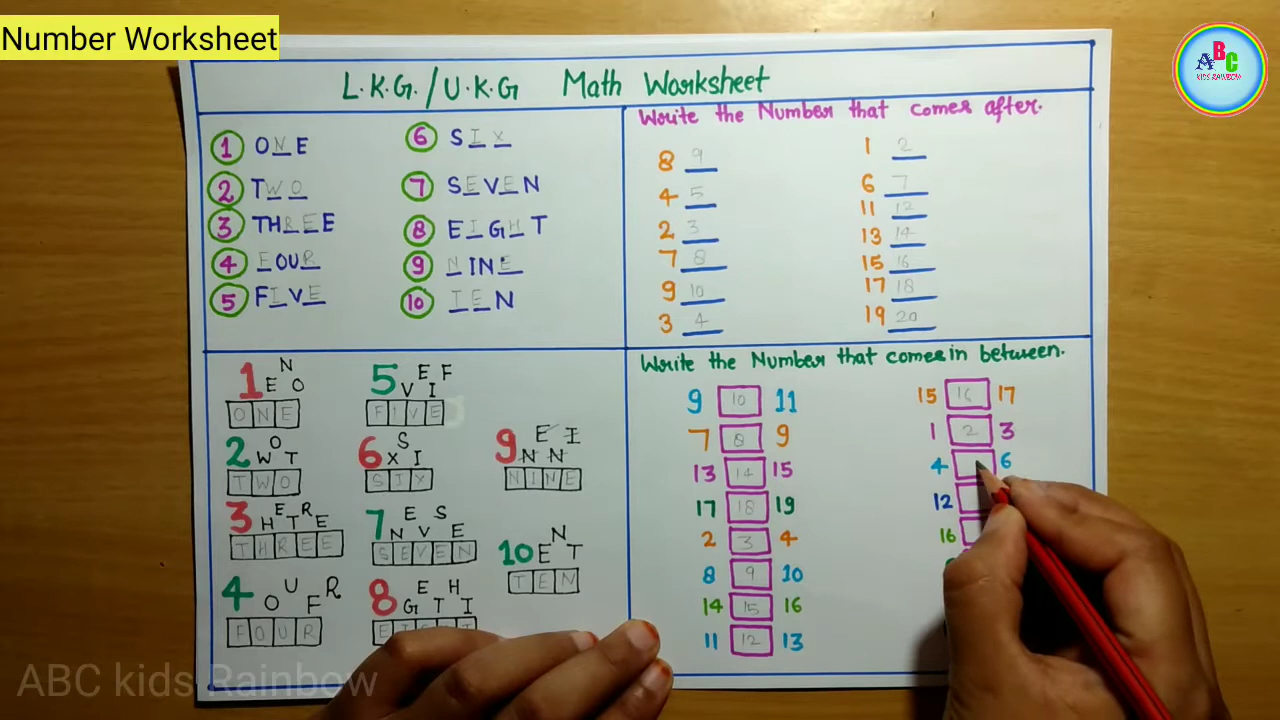 Number Worksheet
ABC
KIDS RAINBOW
L.K.G./U.K.G Math Worksheet
1 ONE
2 TWO
3 THREE
4 FOUR
5 FIVE
6 SIX
7 SEVEN
8 EIGHT
9 NINE
10 TEN
Write the Number that comes after.
8 9
4 5
2 3
7 8
9 10
3 4
1 2
6 7
11 12
13 14
15 16
17 18
19 20
1 E N O
ONE
2 W O T
TWO
3 H E T R E
THREE
4 O U F R
FOUR
5 V E I F
FIVE
6 X S I
SIX
7 N E V S E
SEVEN
8 G E T H I
9 N E N I
NINE
10 E N T
TEN
Write the Number that comes in between.
9 10 11
7 8 9
13 14 15
17 18 19
2 3 4
8 9 10
14 15 16
11 12 13
15 16 17
1 2 3
4 6
12
16
ABC kids Rainbow